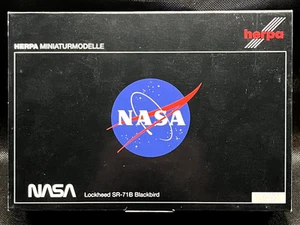 HERPA MINIATURMODELLE
herpa
NASA
NASA
Lockheed SR-71B Blackbird